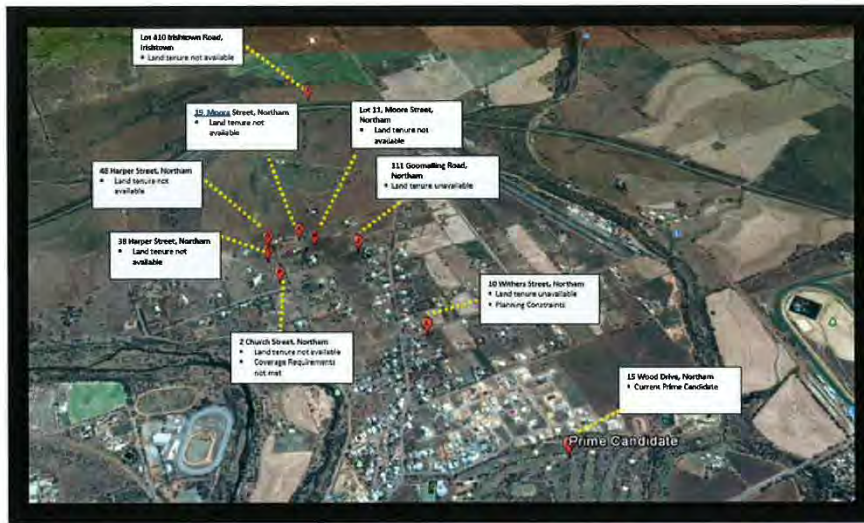 Lot 410 Irishtown Road,
Irishtown
• Land tenure not available
15 Moora Street, Northam
• Land tenure not
available
Lot 11, Moore Street,
Northam
• Land tenure not
available
48 Harper Street, Northam
• Land tenure not
available
311 Goomalling Road,
Northam
• Land tenure unavailable
38 Harper Street, Northam
• Land tenure not
available
10 Withers Street, Northam
• Land tenure unavailable
• Planning Constraints
2 Church Street, Northam
• Land tenure not available
• Coverage Requirements
not met
15 Wood Drive, Northam
• Current Prime Candidate
Prime Candidate